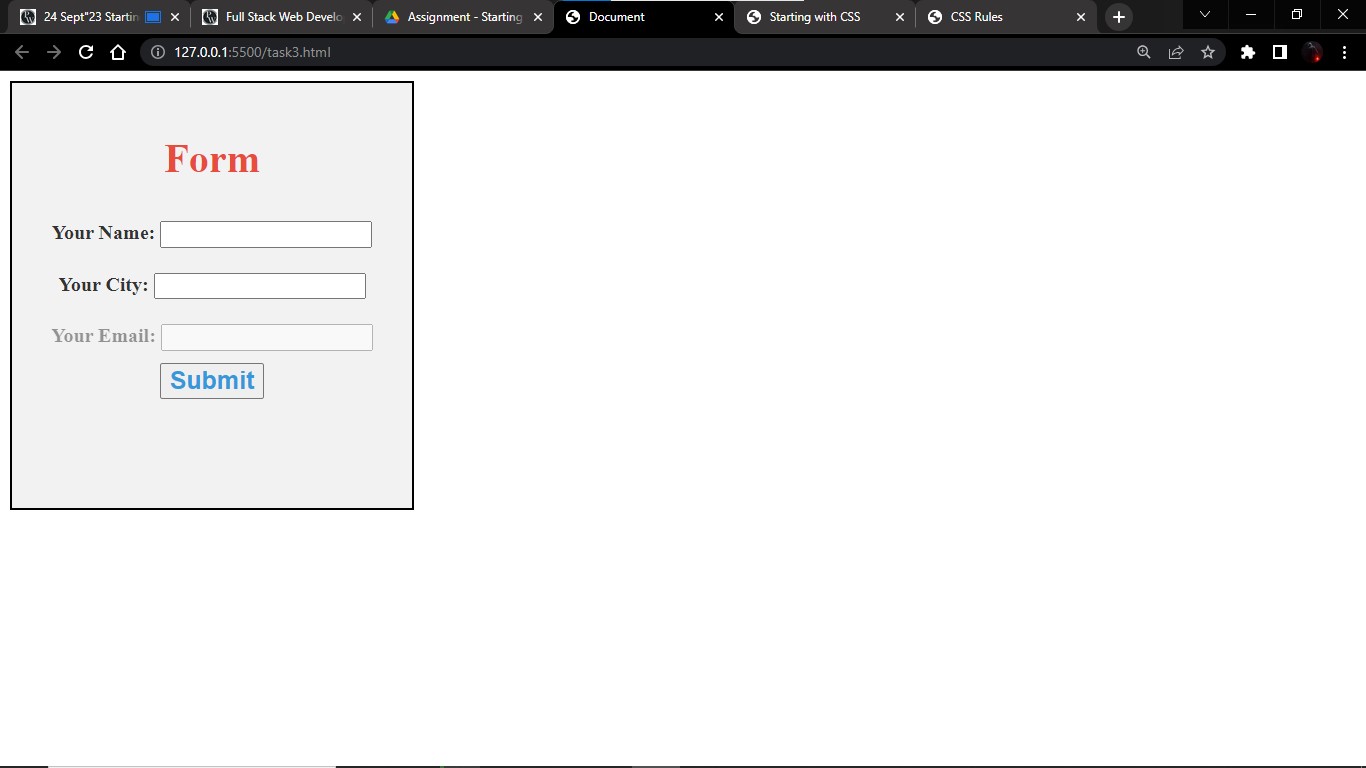 24 Sept"23 Startin
Full Stack Web Develo
Assignment - Starting
Document
Starting with CSS
CSS Rules
127.0.0.1:5500/task3.html
Form
Your Name:
Your City:
Your Email:
Submit